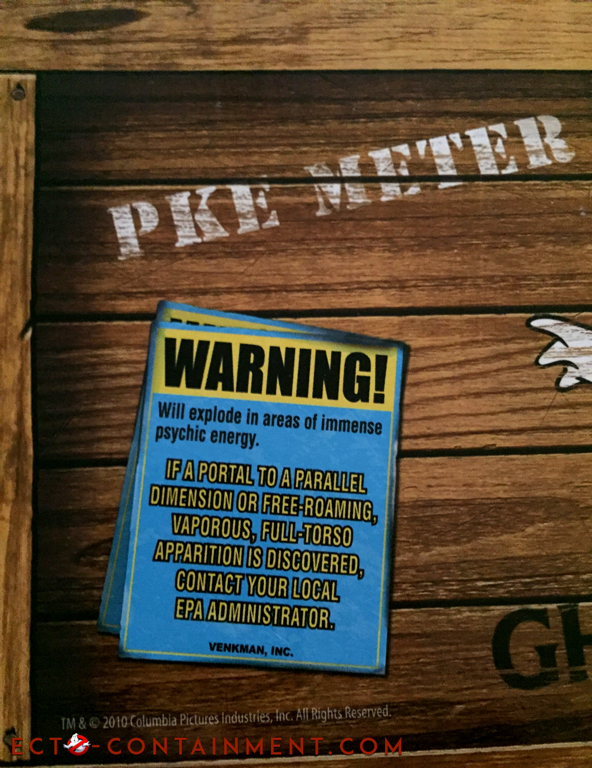 PKE METER
WARNING!
Will explode in areas of immense
psychic energy.
IF A PORTAL TO A PARALLEL
DIMENSION OR FREE-ROAMING,
VAPOROUS, FULL-TORSO
APPARITION IS DISCOVERED,
CONTACT YOUR LOCAL
EPA ADMINISTRATOR.
VENKMAN, INC.
GH
TM & © 2010 Columbia Pictures Industries, Inc. All Rights Reserved.
ECTO-CONTAINMENT.COM